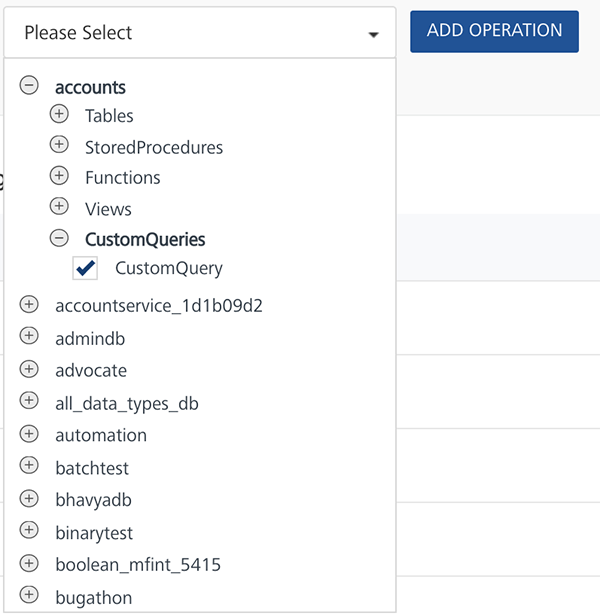 Please Select
ADD OPERATION
accounts
Tables
StoredProcedures
Functions
Views
CustomQueries
CustomQuery
accountservice_1d1b09d2
admindb
advocate
all_data_types_db
automation
batchtest
bhavyadb
binarytest
boolean_mfint_5415
bugathon